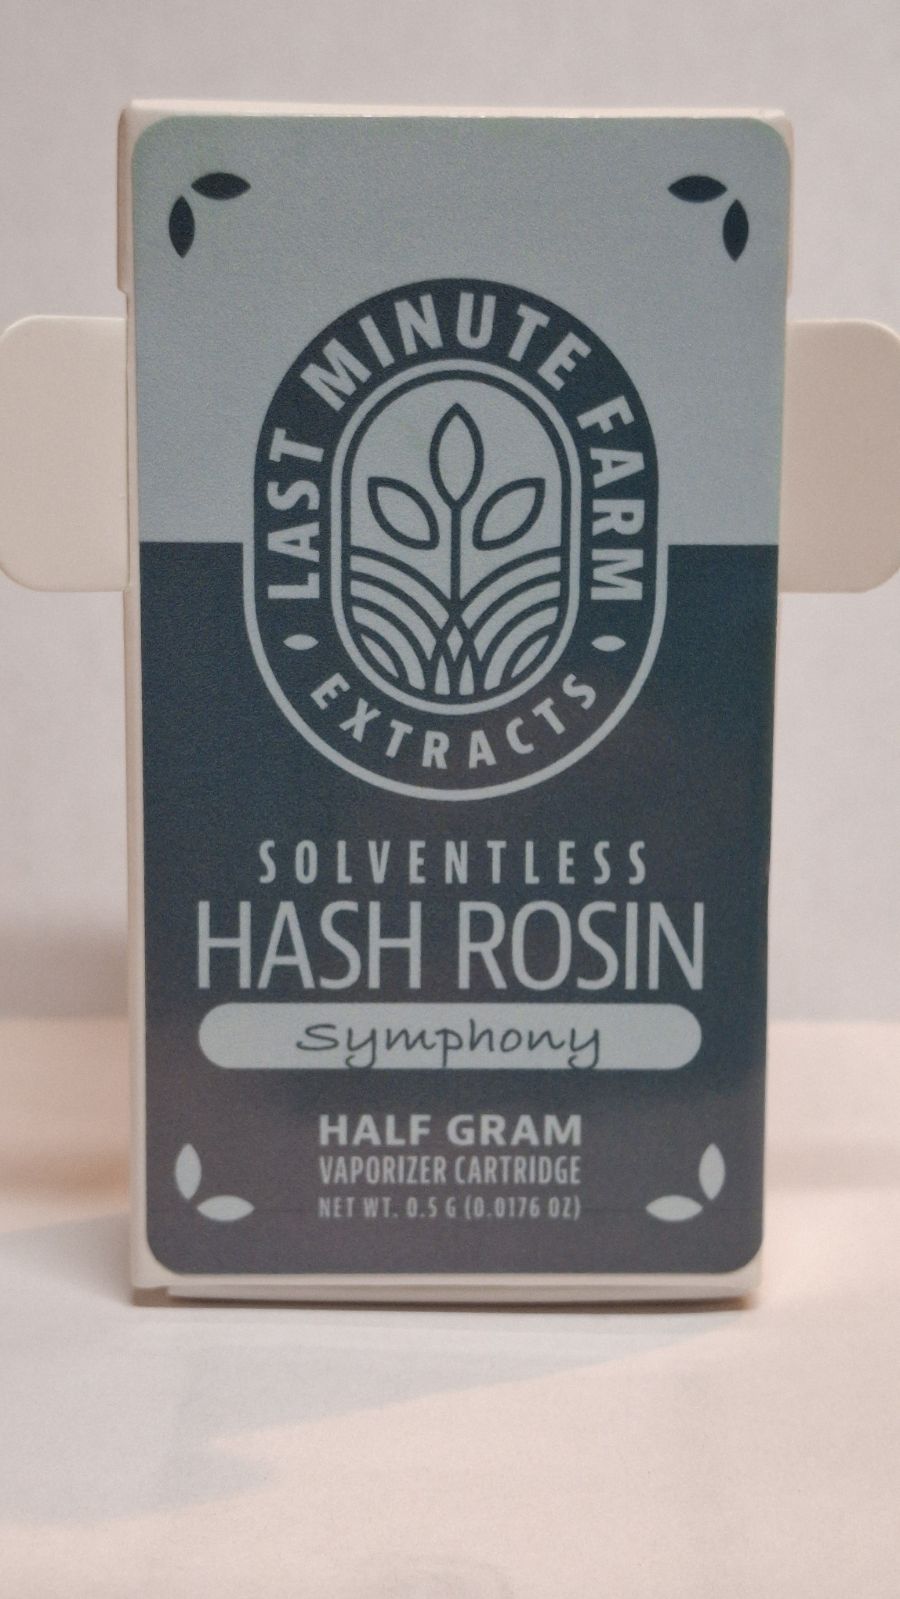 LAST MINUTE FARM
EXTRACTS
SOLVENTLESS
HASH ROSIN
Symphony
HALF GRAM
VAPORIZER CARTRIDGE
NET WT. 0.5 G (0.0176 OZ)